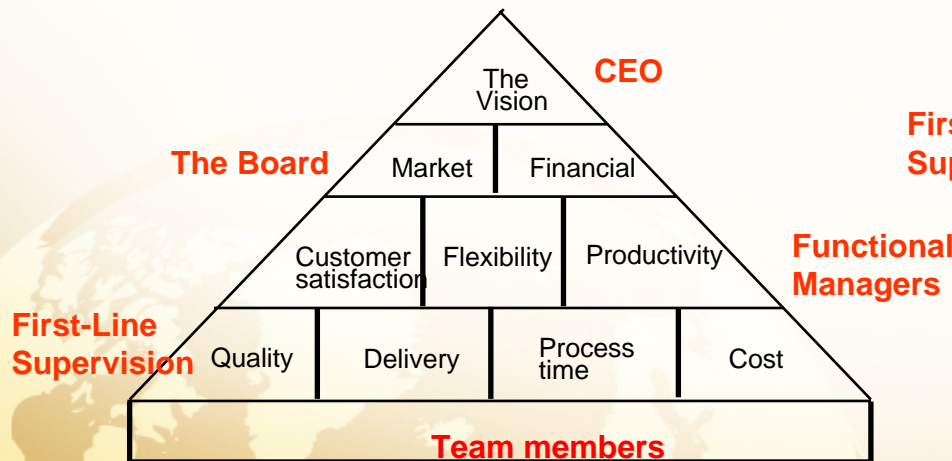 The
Vision
CEO
The Board
Market
Financial
Customer
satisfaction
Flexibility
Productivity
Functional
Managers
First-Line
Supervision
Quality
Delivery
Process
time
Cost
Team members